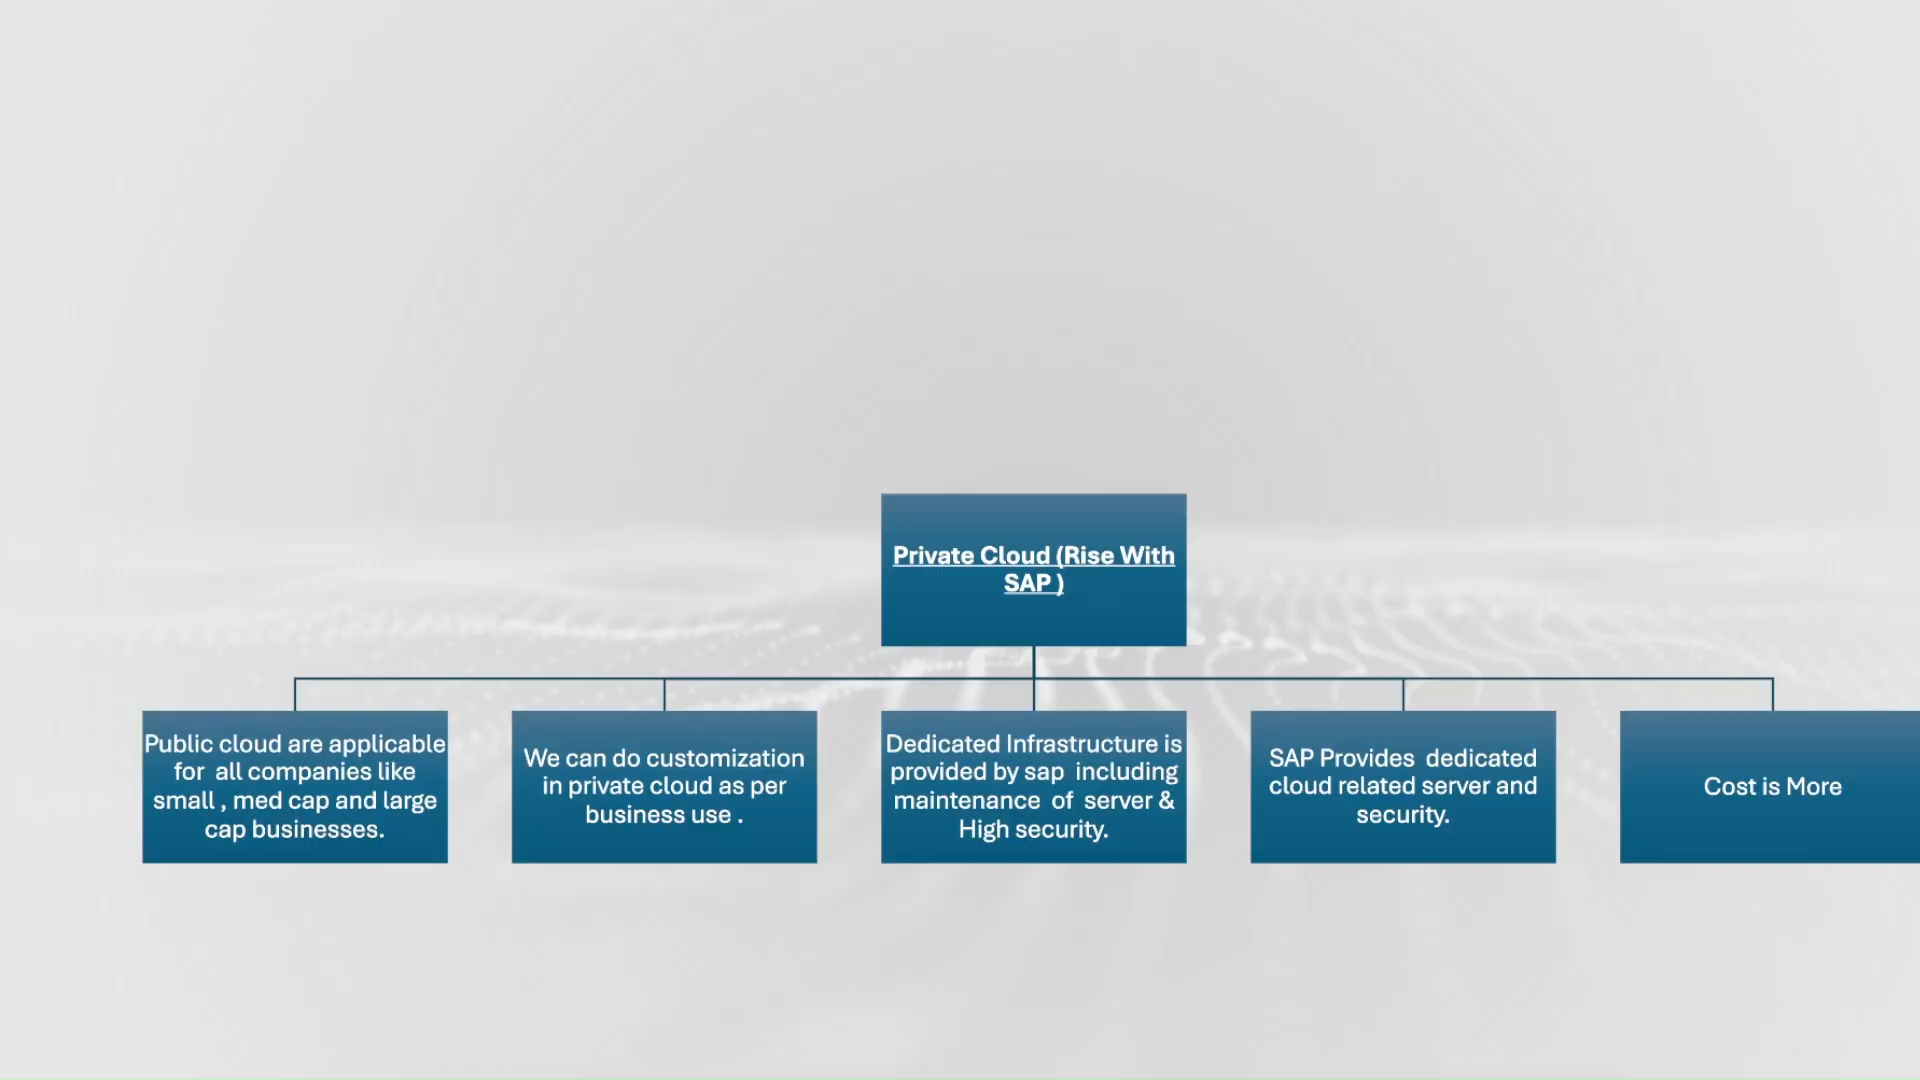 Private Cloud (Rise With
SAP )
Public cloud are applicable
for all companies like
small , med cap and large
cap businesses.
We can do customization
in private cloud as per
business use .
Dedicated Infrastructure is
provided by sap including
maintenance of server &
High security.
SAP Provides dedicated
cloud related server and
security.
Cost is More